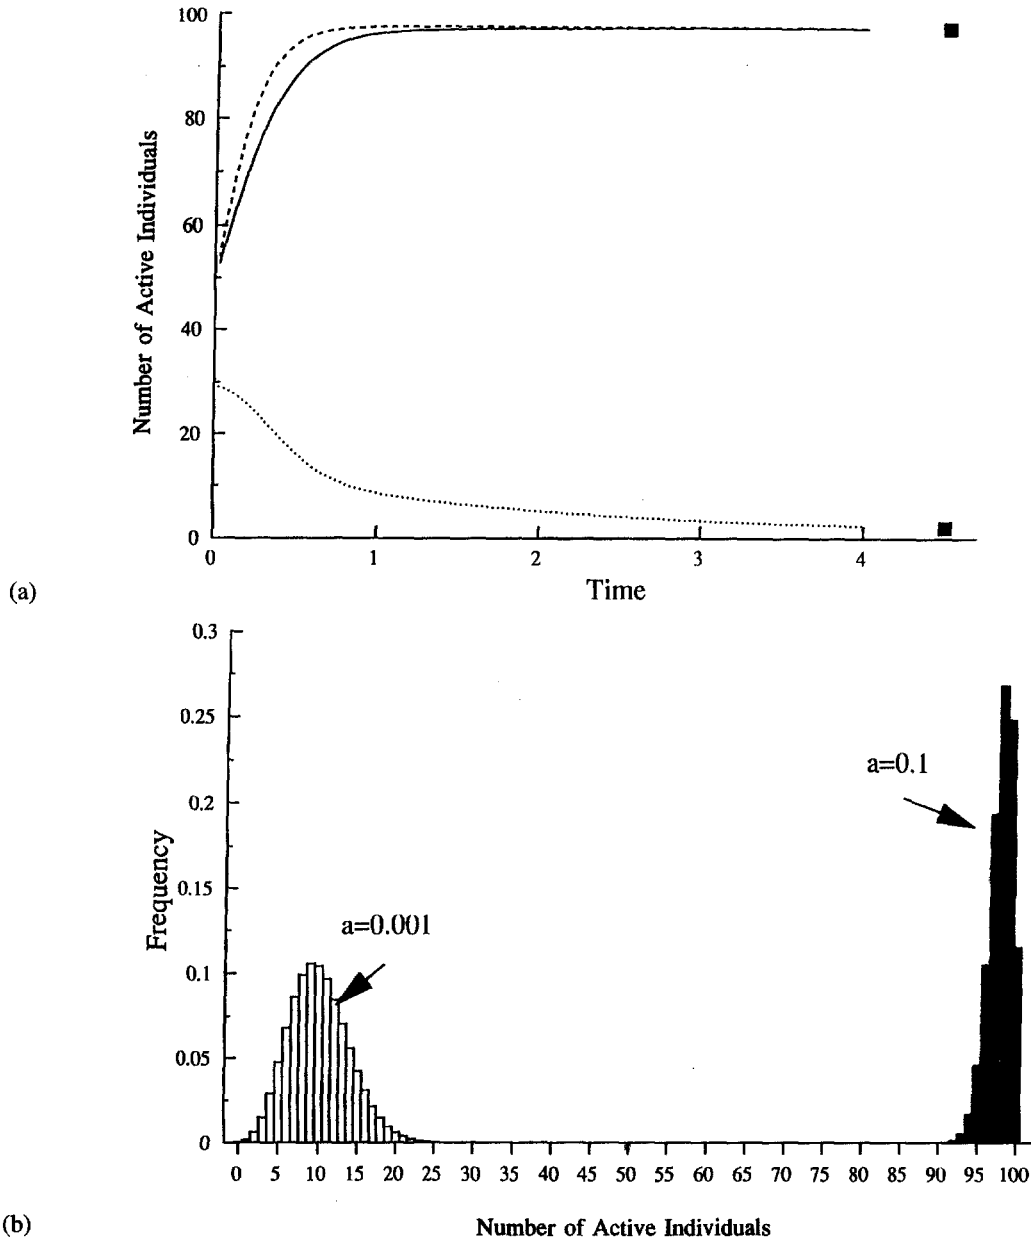 100
80
60
40
20
0
Number of Active Individuals
0 1 2 3 4
Time
(a)
0.3
0.25
0.2
0.15
0.1
0.05
0
Frequency
a=0.1
a=0.001
0 5 10 15 20 25 30 35 40 45 50 55 60 65 70 75 80 85 90 95 100
(b)
Number of Active Individuals